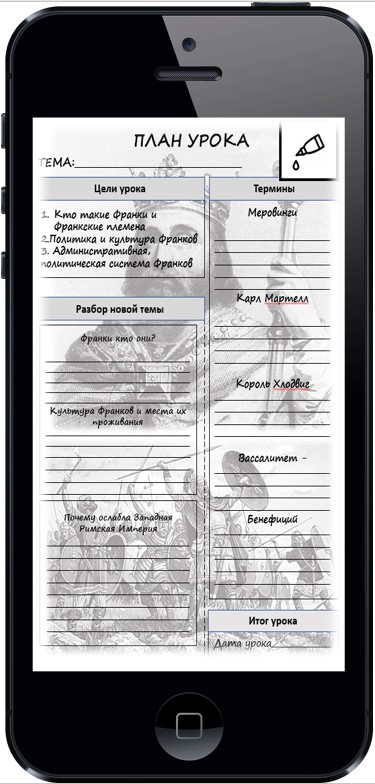 ПЛАН УРОКА
ТЕМА:
Цели урока
1. Кто такие Франки и
франкские племена
2.Политика и культура Франков
3. Административная,
политическая система Франков
Разбор новой темы
Франки кто они?
Культура Франков и места их
проживания
Почему ослабла Западная
Римская Империя
Термины
Меровинги
Карл Мартелл
Король Хлодвиг
Вассалитет -
Бенефиций
Итог урока
Дата урока